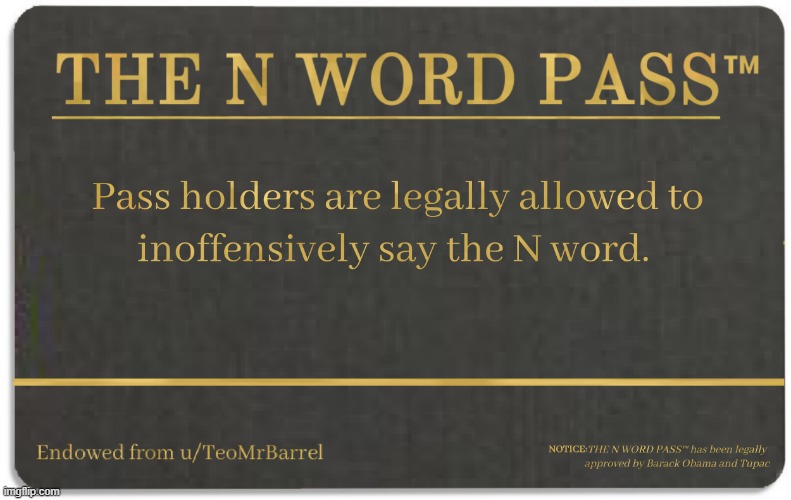 THE N WORD PASS™
Pass holders are legally allowed to
inoffensively say the N word.
Endowed from u/TeoMrBarrel
NOTICE:THE N WORD PASS™ has been legally
approved by Barack Obama and Tupac
imgflip.com